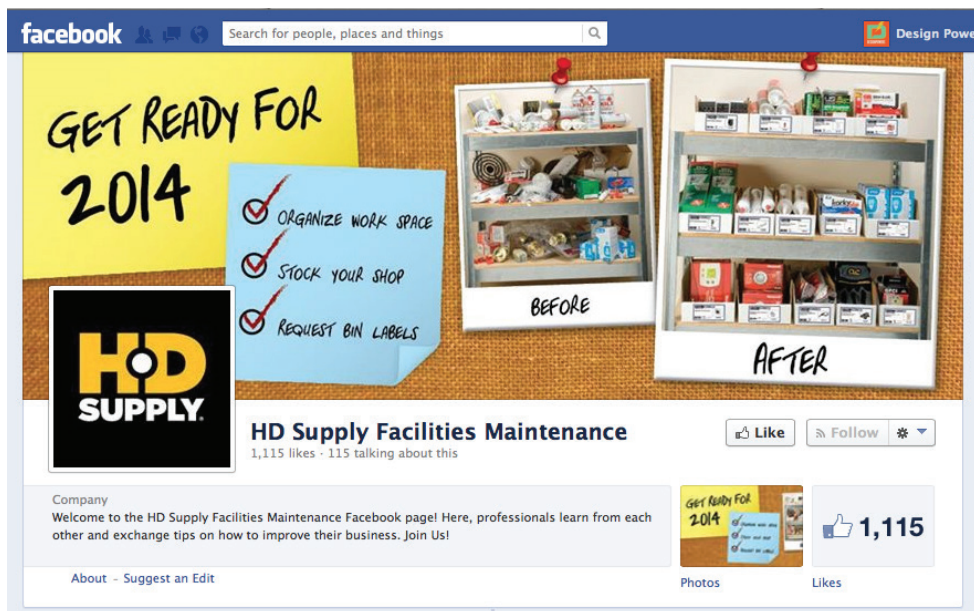 facebook
Search for people, places and things
Design Powe
GET READY FOR
2014
ORGANIZE WORK SPACE
STOCK YOUR SHOP
REQUEST BIN LABELS
BEFORE
AFTER
HD
SUPPLY
HD Supply Facilities Maintenance
1,115 likes · 115 talking about this
Like
Follow
Company
Welcome to the HD Supply Facilities Maintenance Facebook page! Here, professionals learn from each
other and exchange tips on how to improve their business. Join Us!
About – Suggest an Edit
GET READY FOR
2014
Photos
1,115
Likes